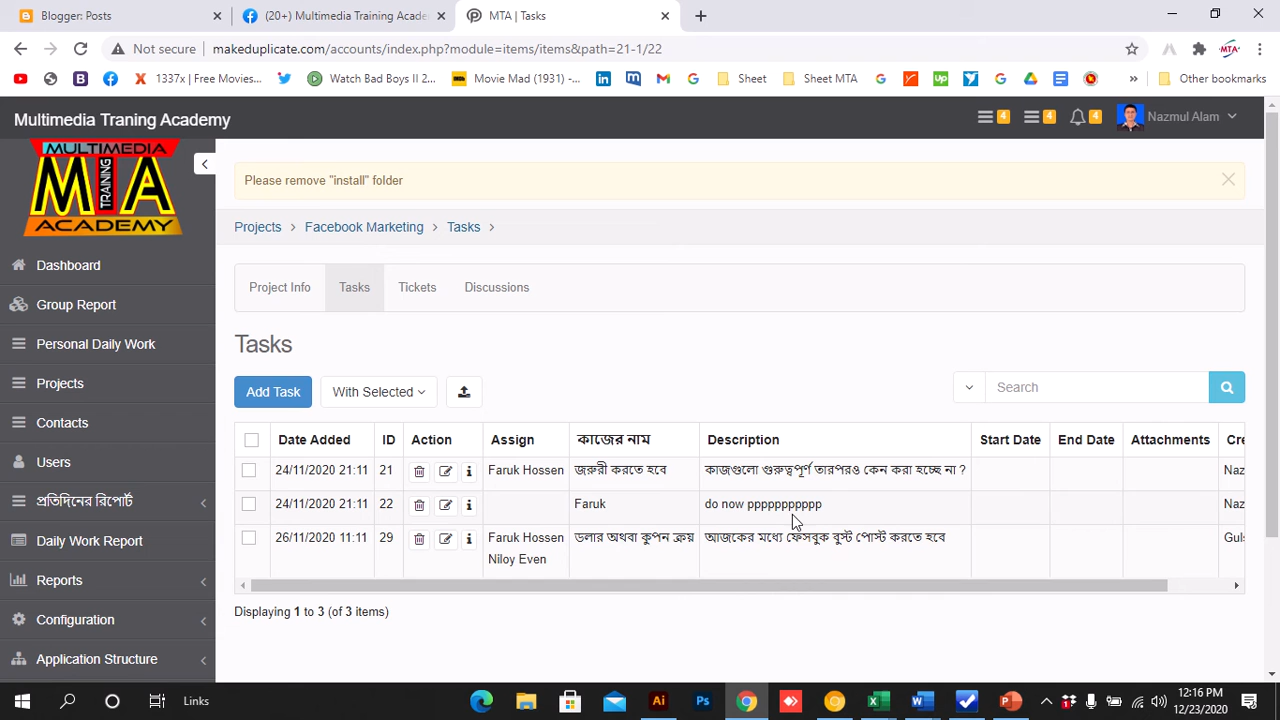 Blogger: Posts
(20+) Multimedia Training Acade
MTA | Tasks
Not secure
makeduplicate.com/accounts/index.php?module=items/items&path=21-1/22
1337x | Free Movies...
Watch Bad Boys II 2...
Movie Mad (1931) -...
Sheet
Sheet MTA
Other bookmarks
Multimedia Traning Academy
4
4
4
Nazmul Alam
MULTIMEDIA
MTA
TRAINING
ACADEMY
Please remove "install" folder
Projects > Facebook Marketing > Tasks >
Dashboard
Group Report
Personal Daily Work
Projects
Contacts
Users
প্রতিদিনের রিপোর্ট
Daily Work Report
Reports
Configuration
Application Structure
Project Info Tasks Tickets Discussions
Tasks
Add Task
With Selected
Search
Date Added ID Action Assign কাজের নাম Description Start Date End Date Attachments Cre
24/11/2020 21:11 21 Faruk Hossen জরুরী করতে হবে কাজগুলো গুরুত্বপূর্ণ তারপরও কেন করা হচ্ছে না ? Naz
24/11/2020 21:11 22 Faruk do now ppppppppppp Naz
26/11/2020 11:11 29 Faruk Hossen ডলার অথবা কুপন ক্রয় আজকের মধ্যে ফেসবুক বুস্ট পোস্ট করতে হবে Guls
Niloy Even
Displaying 1 to 3 (of 3 items)
Links
12:16 PM
12/23/2020